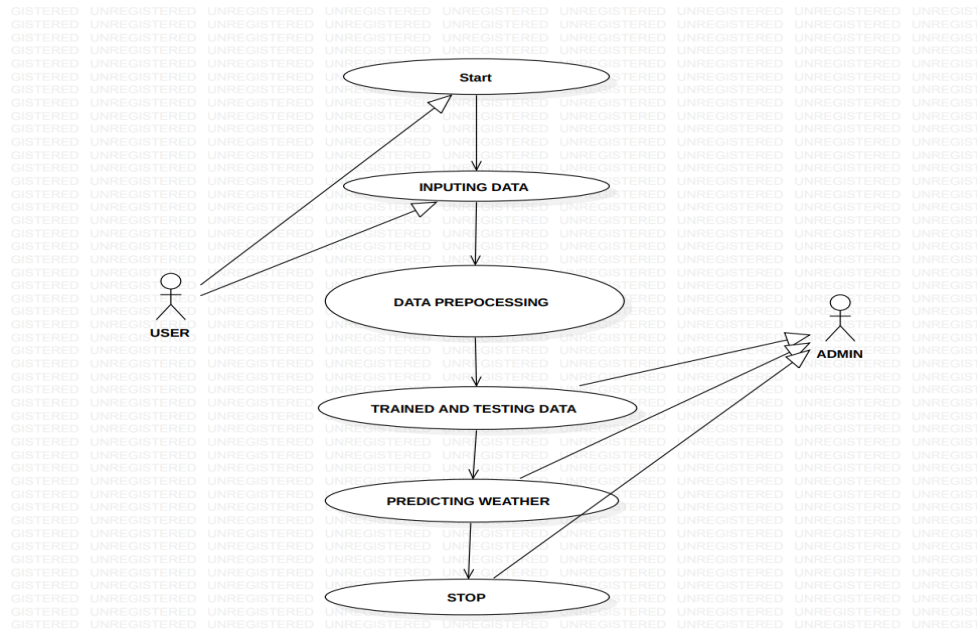 Start
INPUTING DATA
DATA PREPOCESSING
USER
ADMIN
TRAINED AND TESTING DATA
PREDICTING WEATHER
STOP